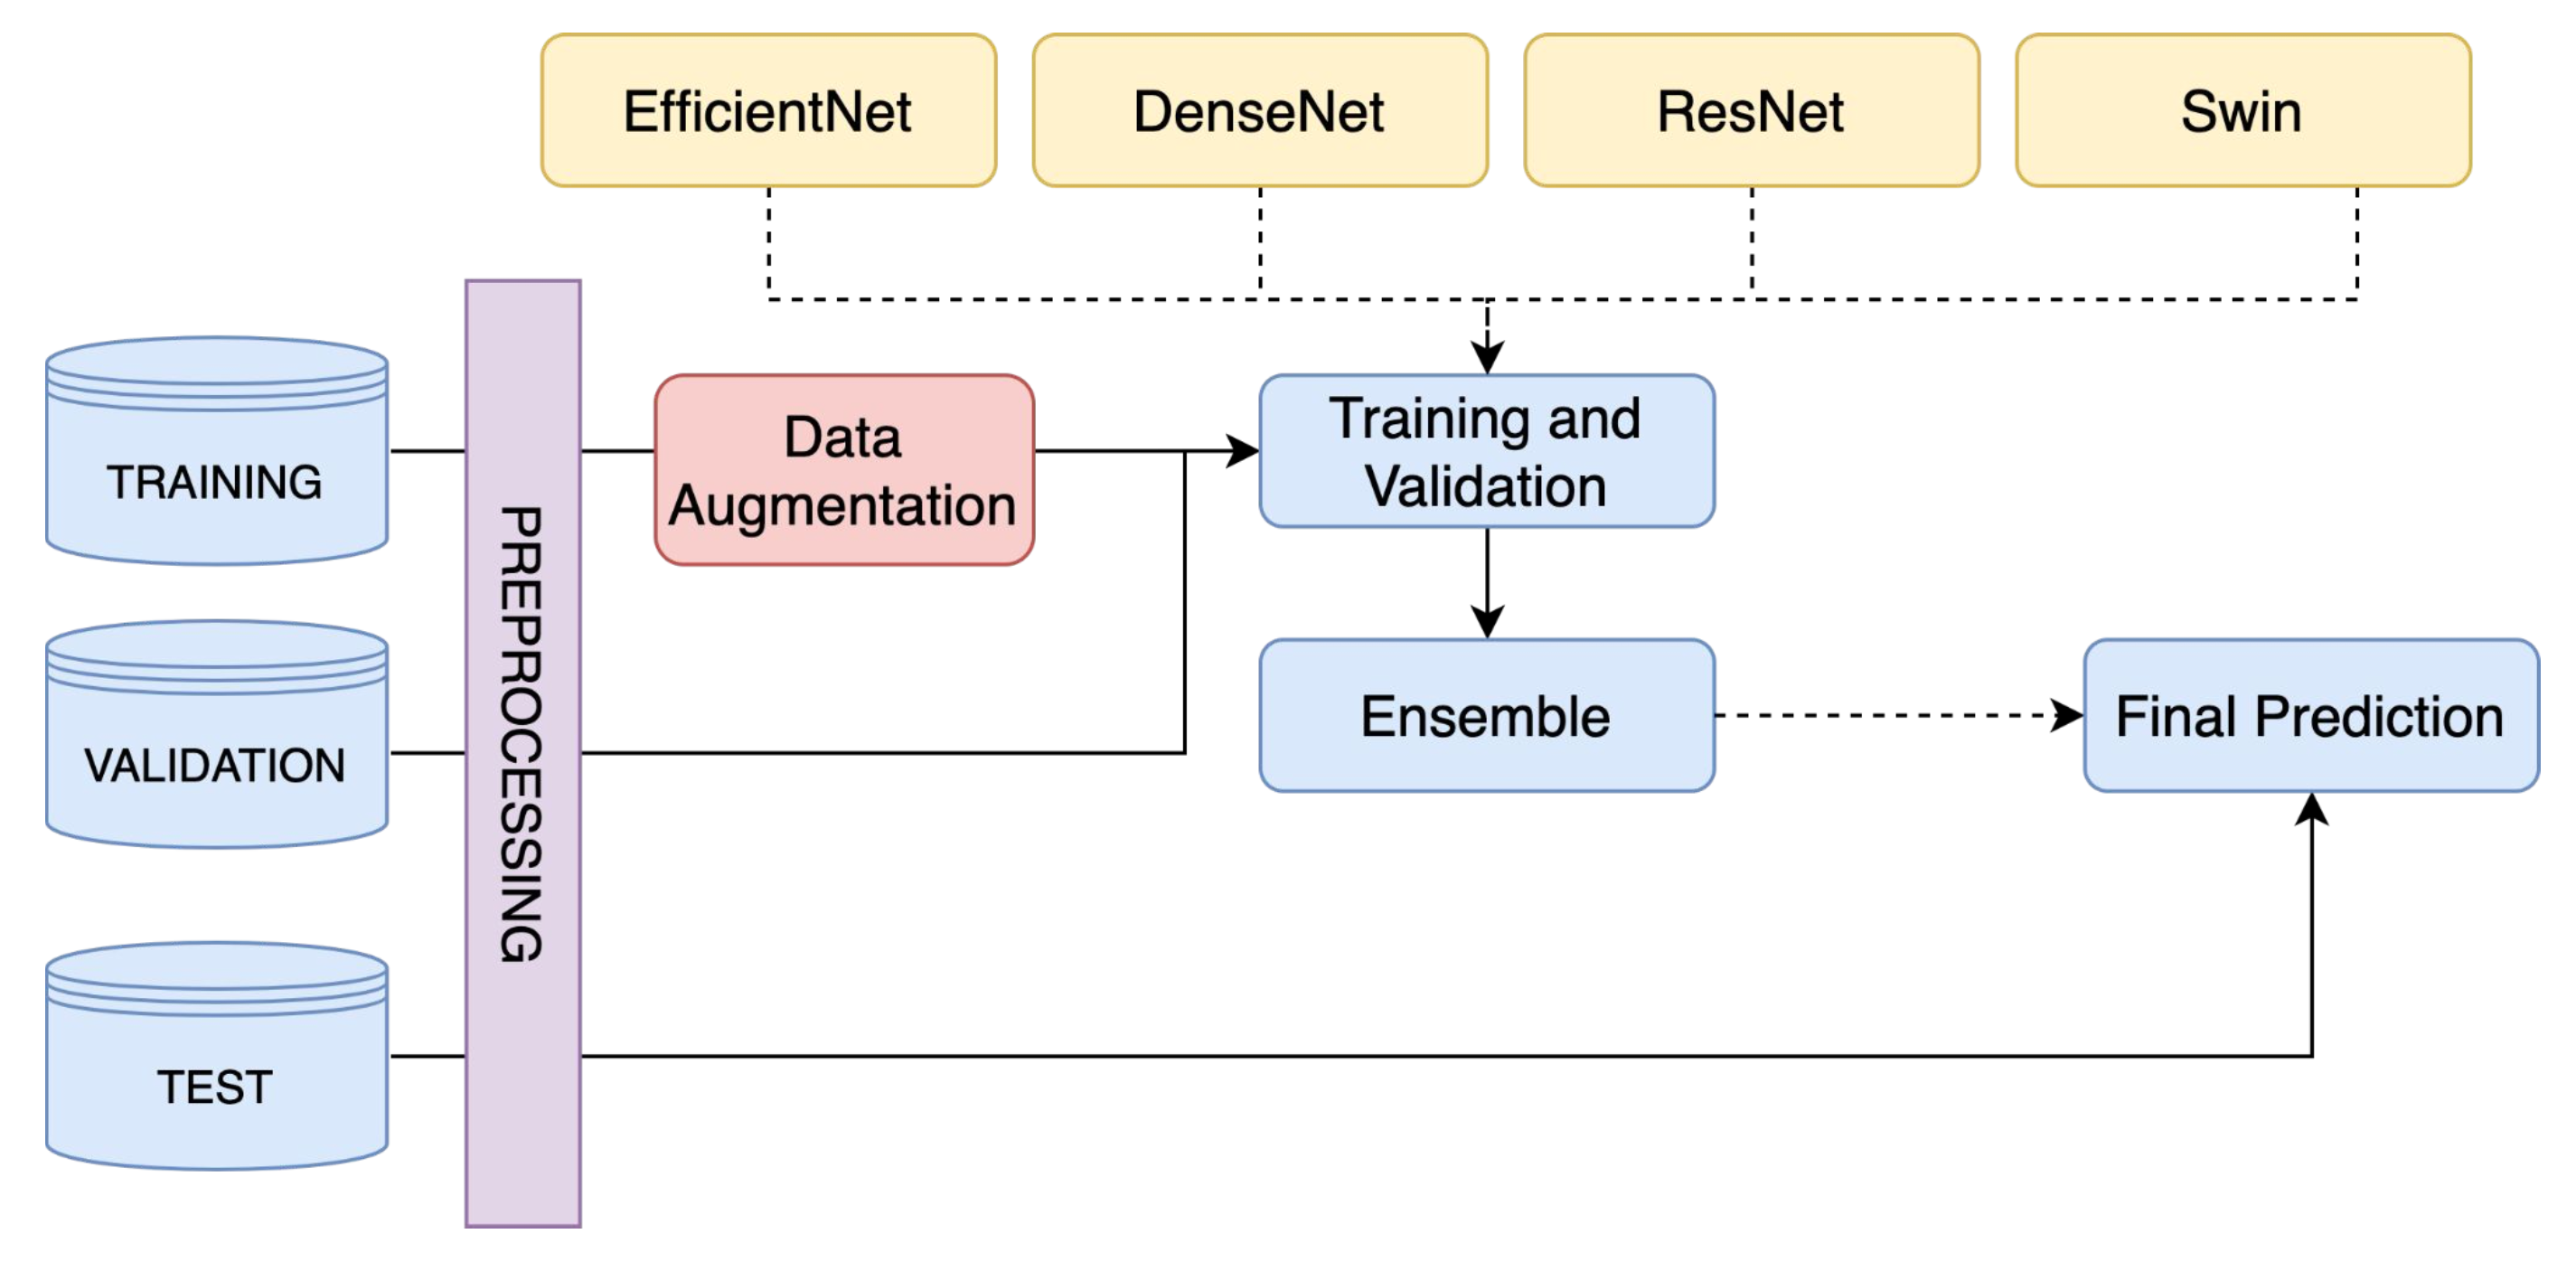 EfficientNet
DenseNet
ResNet
Swin
TRAINING
VALIDATION
TEST
PREPROCESSING
Data
Augmentation
Training and
Validation
Ensemble
Final Prediction